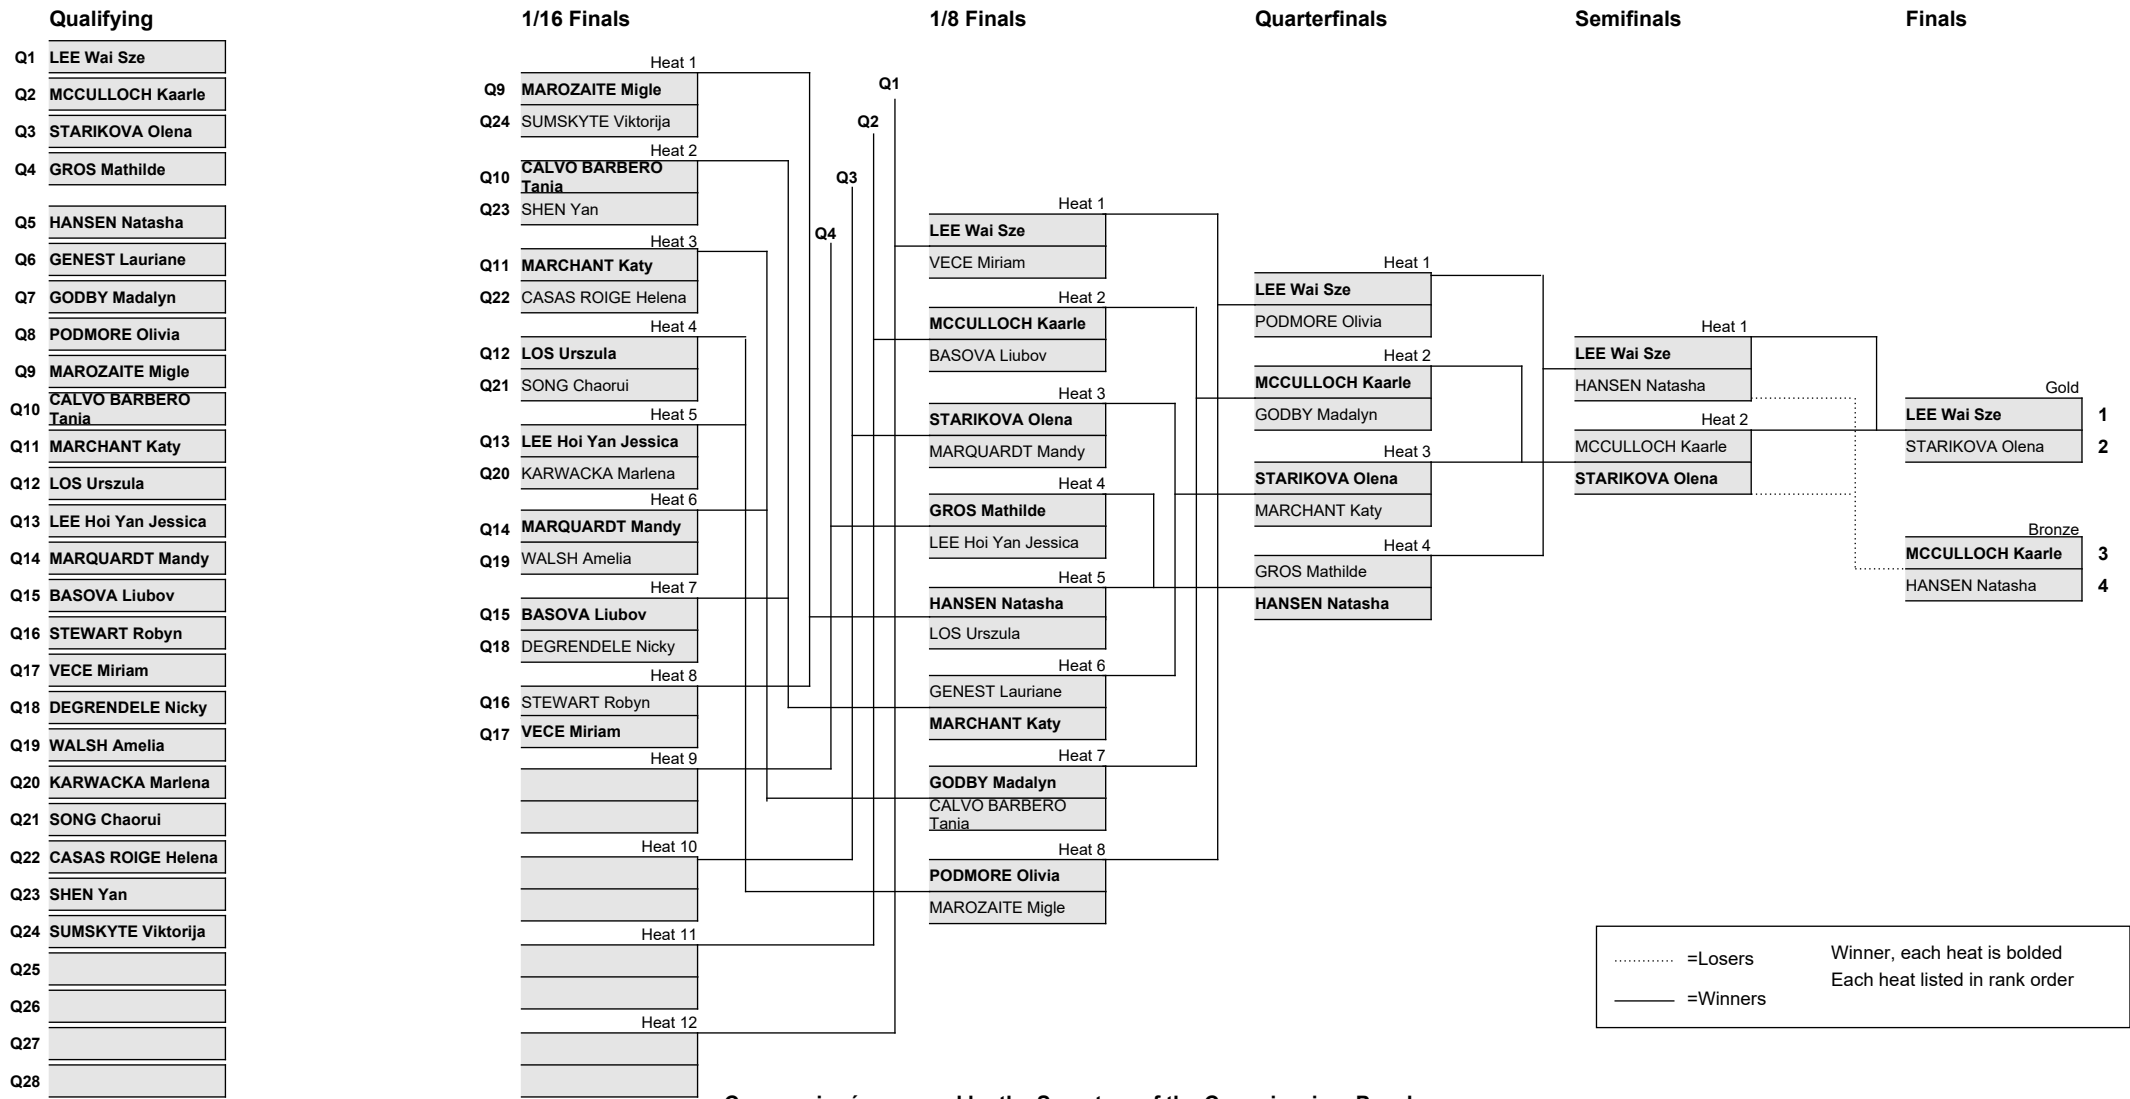 Qualifying
Q1 LEE Wai Sze
Q2 MCCULLOCH Kaarle
Q3 STARIKOVA Olena
Q4 GROS Mathilde
Q5 HANSEN Natasha
Q6 GENEST Lauriane
Q7 GODBY Madalyn
Q8 PODMORE Olivia
Q9 MAROZAITE Migle
Q10 CALVO BARBERO
Tania
Q11 MARCHANT Katy
Q12 LOS Urszula
Q13 LEE Hoi Yan Jessica
Q14 MARQUARDT Mandy
Q15 BASOVA Liubov
Q16 STEWART Robyn
Q17 VECE Miriam
Q18 DEGRENDELE Nicky
Q19 WALSH Amelia
Q20 KARWACKA Marlena
Q21 SONG Chaorui
Q22 CASAS ROIGE Helena
Q23 SHEN Yan
Q24 SUMSKYTE Viktorija
Q25
Q26
Q27
Q28
1/16 Finals
Heat 1
Q9 MAROZAITE Migle
Q24 SUMSKYTE Viktorija
Heat 2
Q10 CALVO BARBERO
Tania
Q23 SHEN Yan
Heat 3
Q11 MARCHANT Katy
Q22 CASAS ROIGE Helena
Heat 4
Q12 LOS Urszula
Q21 SONG Chaorui
Heat 5
Q13 LEE Hoi Yan Jessica
Q20 KARWACKA Marlena
Heat 6
Q14 MARQUARDT Mandy
Q19 WALSH Amelia
Heat 7
Q15 BASOVA Liubov
Q18 DEGRENDELE Nicky
Heat 8
Q16 STEWART Robyn
Q17 VECE Miriam
Heat 9
Heat 10
Heat 11
Heat 12
1/8 Finals
Q1
Q2
Q3
Q4
Heat 1
LEE Wai Sze
VECE Miriam
Heat 2
MCCULLOCH Kaarle
BASOVA Liubov
Heat 3
STARIKOVA Olena
MARQUARDT Mandy
Heat 4
GROS Mathilde
LEE Hoi Yan Jessica
Heat 5
HANSEN Natasha
LOS Urszula
Heat 6
GENEST Lauriane
MARCHANT Katy
Heat 7
GODBY Madalyn
CALVO BARBERO
Tania
Heat 8
PODMORE Olivia
MAROZAITE Migle
Quarterfinals
Heat 1
LEE Wai Sze
PODMORE Olivia
Heat 2
MCCULLOCH Kaarle
GODBY Madalyn
Heat 3
STARIKOVA Olena
MARCHANT Katy
Heat 4
GROS Mathilde
HANSEN Natasha
Semifinals
Heat 1
LEE Wai Sze
HANSEN Natasha
Heat 2
MCCULLOCH Kaarle
STARIKOVA Olena
Finals
Gold
LEE Wai Sze 1
STARIKOVA Olena 2
Bronze
MCCULLOCH Kaarle 3
HANSEN Natasha 4
=Losers
=Winners
Winner, each heat is bolded
Each heat listed in rank order